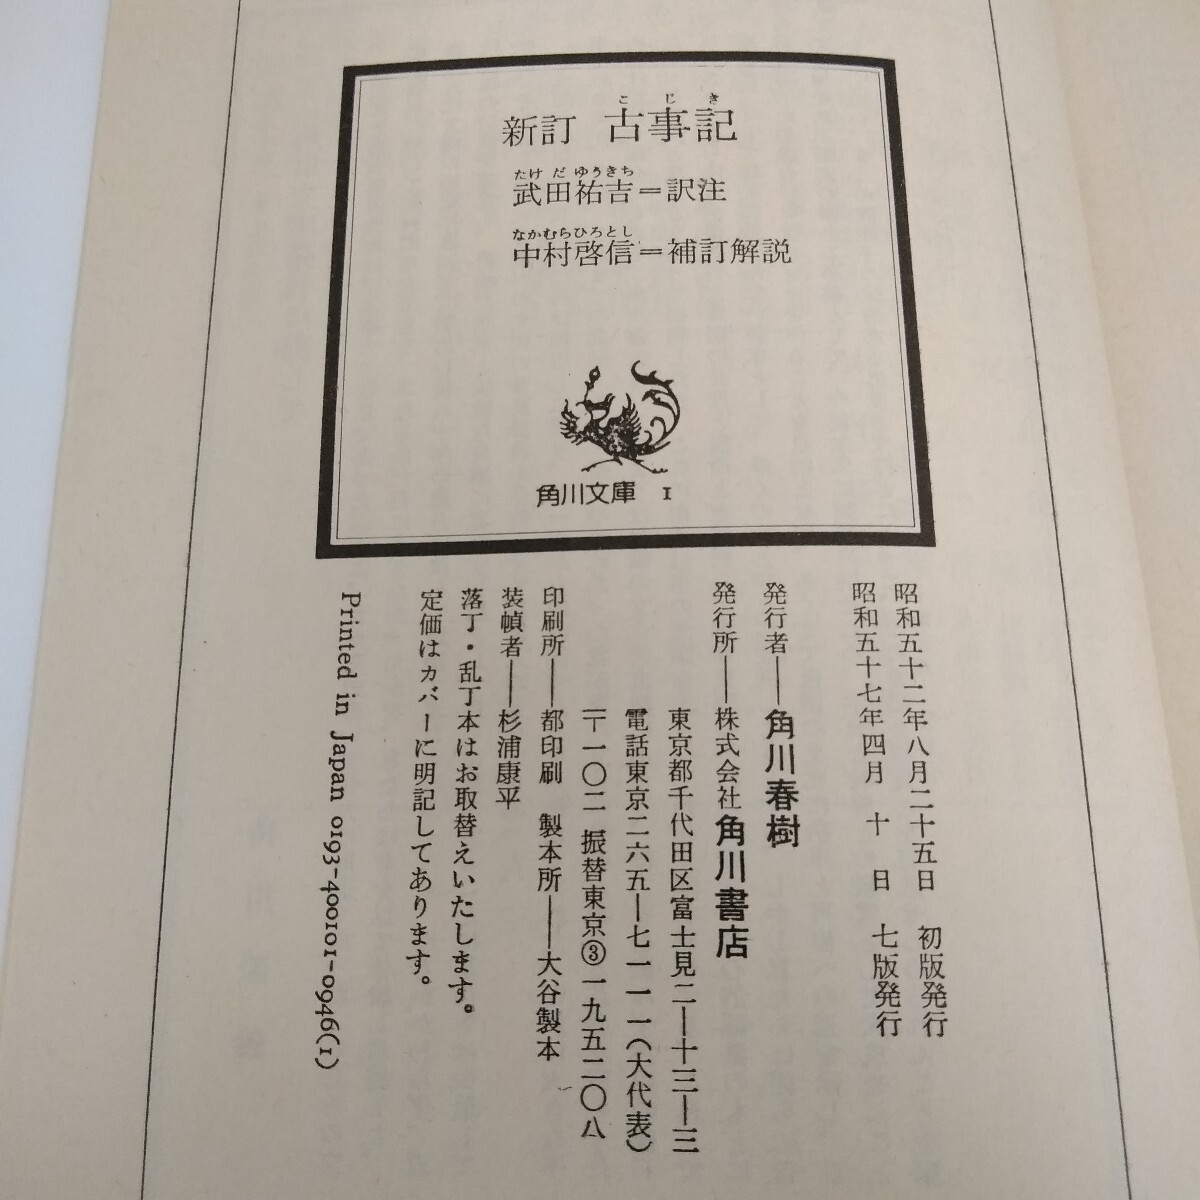 こじき
新訂 古事記
たけだゆうきち
武田祐吉＝訳注
なかむらひろとし
中村啓信＝補訂解説
角川文庫 1
昭和五十二年八月二十五日 初版発行
昭和五十七年四月 十 日 七版発行
発行者――角川春樹
発行所――株式会社角川書店
東京都千代田区富士見二―十三―三
電話東京二六五―七一一一(大代表)
〒一〇二 振替東京③一九五二〇八
印刷所――都印刷 製本所――大谷製本
装幀者――杉浦康平
落丁・乱丁本はお取替えいたします。
定価はカバーに明記してあります。
Printed in Japan 0193-400101-0946(1)